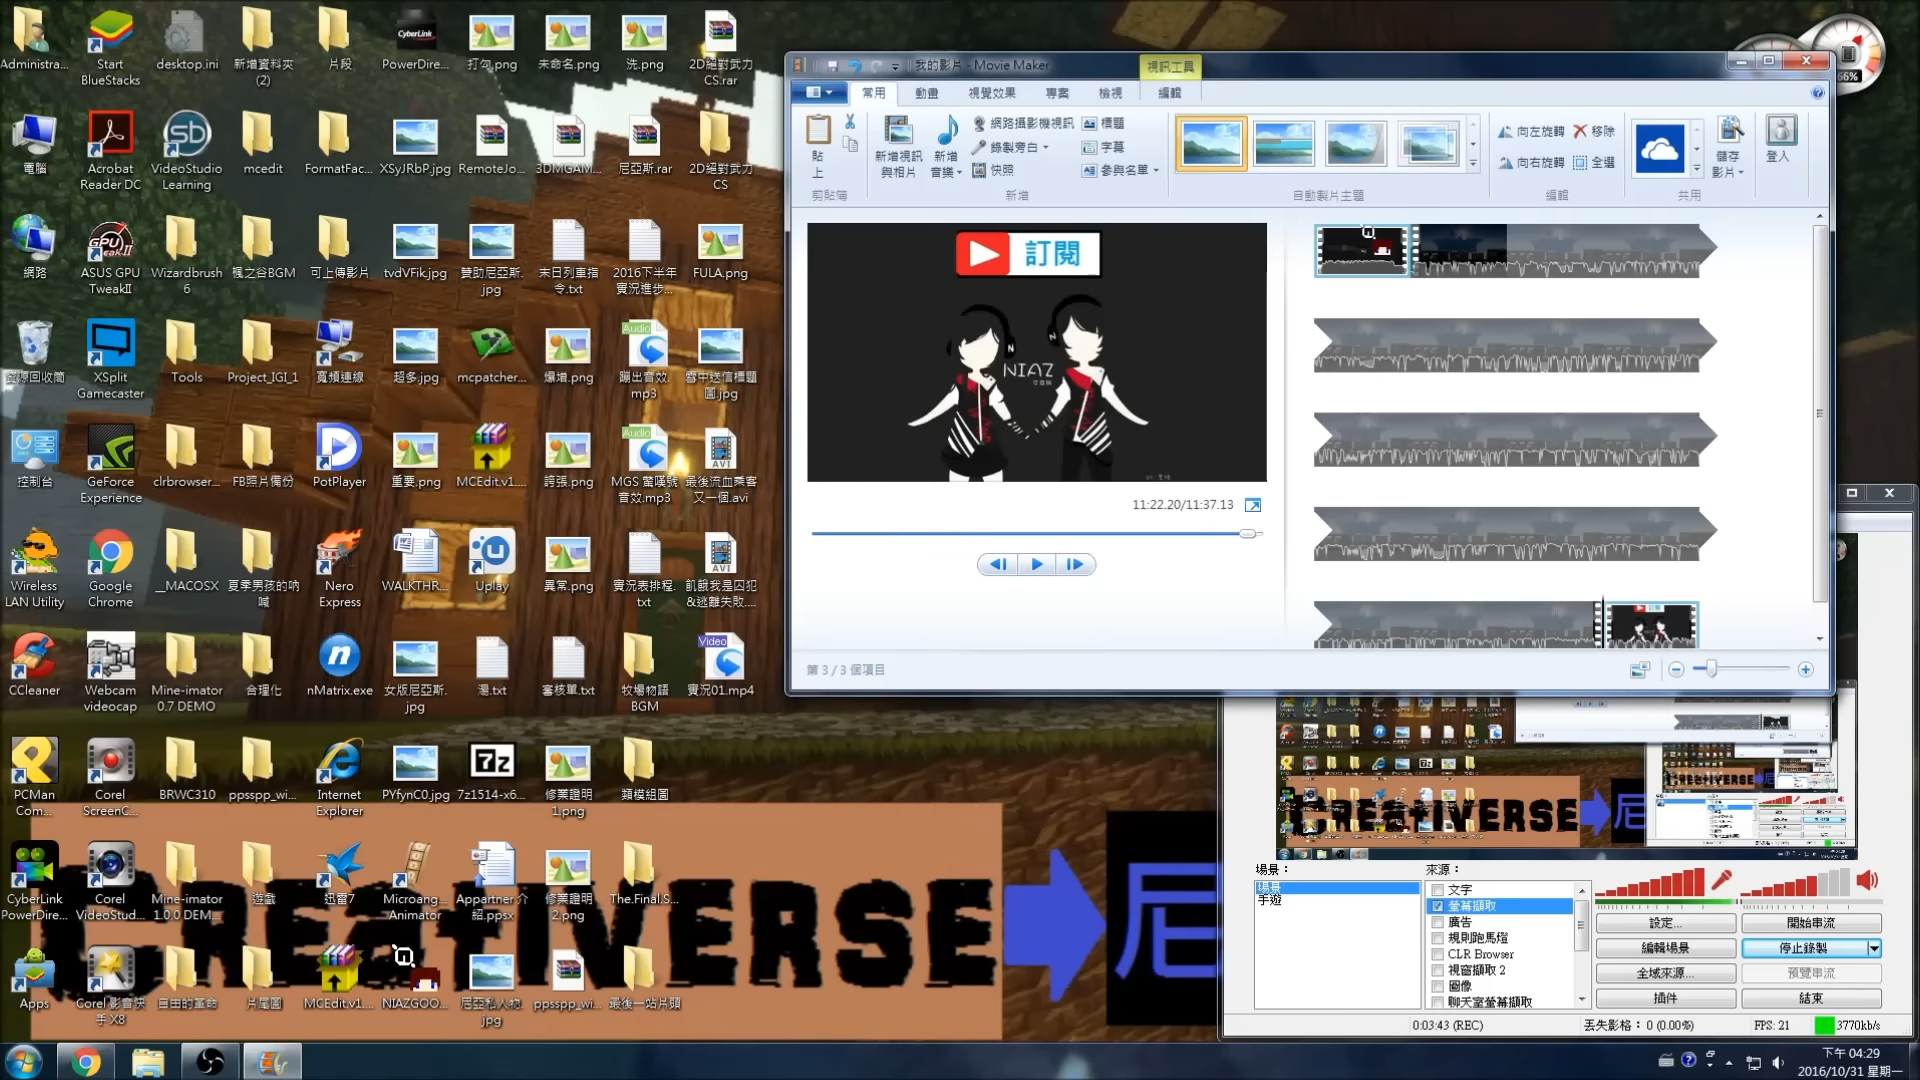 Administra...
Start
BlueStacks
desktop.ini
新增資料夾
(2)
片段
PowerDire...
打勾.png
未命名.png
洗.png
2D絕對武力
CS.rar
電腦
Acrobat
Reader DC
VideoStudio
Learning
mcedit
FormatFac...
XSyJRbP.jpg
RemoteJo...
3DMGAM...
尼亞斯.rar
2D絕對武力
CS
網路
ASUS GPU
TweakII
Wizardbrush
6
楓之谷BGM
可上傳影片
tvdVFik.jpg
贊助尼亞斯.
jpg
末日列車指
令.txt
2016下半年
實況進步...
FULA.png
資源回收筒
XSplit
Gamecaster
Tools
Project_IGI_1
寬頻連線
超多.jpg
mcpatcher...
爆增.png
蹦出音效.
mp3
雪中送信標題
圖.jpg
控制台
GeForce
Experience
clrbrowser...
FB照片備份
PotPlayer
重要.png
MCEdit.v1....
誇張.png
MGS 驚嘆號
音效.mp3
最後流血乘客
又一個.avi
Wireless
LAN Utility
Google
Chrome
__MACOSX
夏季男孩的吶
喊
Nero
Express
WALKTHR...
Uplay
異常.png
實況表排程.
txt
飢餓我是囚犯
&逃離失敗....
CCleaner
Webcam
videocap
Mine-imator
0.7 DEMO
合理化
nMatrix.exe
女版尼亞斯.
jpg
湯.txt
審核單.txt
牧場物語
BGM
實況01.mp4
PCMan
Com...
Corel
ScreenC...
BRWC310
ppsspp_wi...
Internet
Explorer
PYfynC0.jpg
7z1514-x6...
修業證明
1.png
類模組圖
CyberLink
PowerDire...
Corel
VideoStud...
Mine-imator
1.0.0 DEM...
遊戲
迅雷7
Microang...
Animator
Appartner 介
紹.ppsx
修業證明
2.png
The.Final.S...
Apps
Corel 影音快
手 X8
自由的革命
片尾圖
MCEdit.v1....
NIAZGOO...
尼亞私人物.
jpg
ppsspp_wi...
最後一站片頭
CREATIVERSE
尼
我的影片 - Movie Maker
視訊工具
常用
動畫
視覺效果
專案
檢視
編輯
貼
上
剪貼簿
新增視訊
與相片
新增
音樂
網路攝影機視訊
錄製旁白
快照
標題
字幕
參與名單
新增
自動製片主題
向左旋轉
向右旋轉
移除
全選
編輯
共用
儲存
影片
登入
訂閱
NIAZ
11:22.20/11:37.13
第 3 / 3 個項目
66%
CREATIVERSE
場景：
場景
手遊
來源：
文字
螢幕擷取
廣告
規則跑馬燈
CLR Browser
視窗擷取 2
圖像
聊天室螢幕擷取
設定...
開始串流
編輯場景
停止錄製
全域來源...
預覽串流
插件
結束
0:03:43 (REC)
丟失影格：0 (0.00%)
FPS: 21
3770kb/s
下午 04:29
2016/10/31 星期一